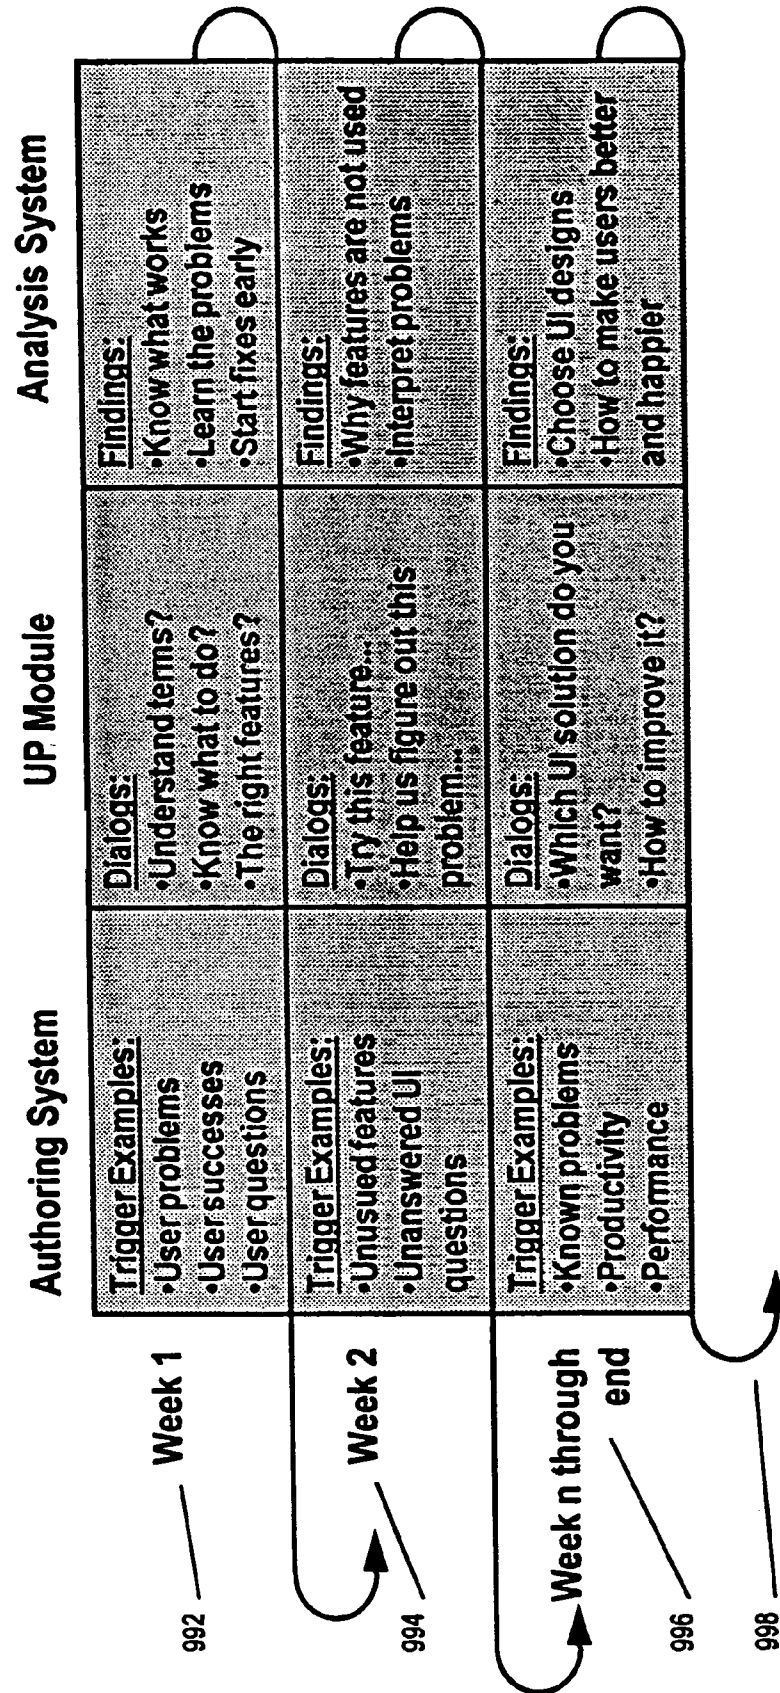 Authoring System
UP Module
Analysis System
Week 1
Trigger Examples:
•User problems
•User successes
•User questions
Dialogs:
•Understand terms?
•Know what to do?
•The right features?
Findings:
•Know what works
•Learn the problems
•Start fixes early
992
Week 2
Trigger Examples:
•Unusued features
•Unanswered UI
questions
Dialogs:
•Try this feature...
•Help us figure out this
problem...
Findings:
•Why features are not used
•Interpret problems
994
Week n through
end
Trigger Examples:
•Known problems
•Productivity
•Performance
Dialogs:
•Which UI solution do you
want?
•How to improve it?
Findings:
•Choose UI designs
•How to make users better
and happier
996
998